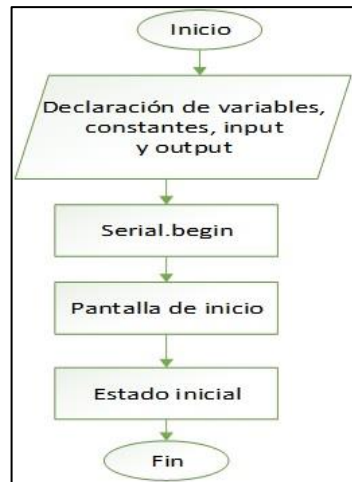 Inicio
Declaración de variables,
constantes, input
y output
Serial.begin
Pantalla de inicio
Estado inicial
Fin